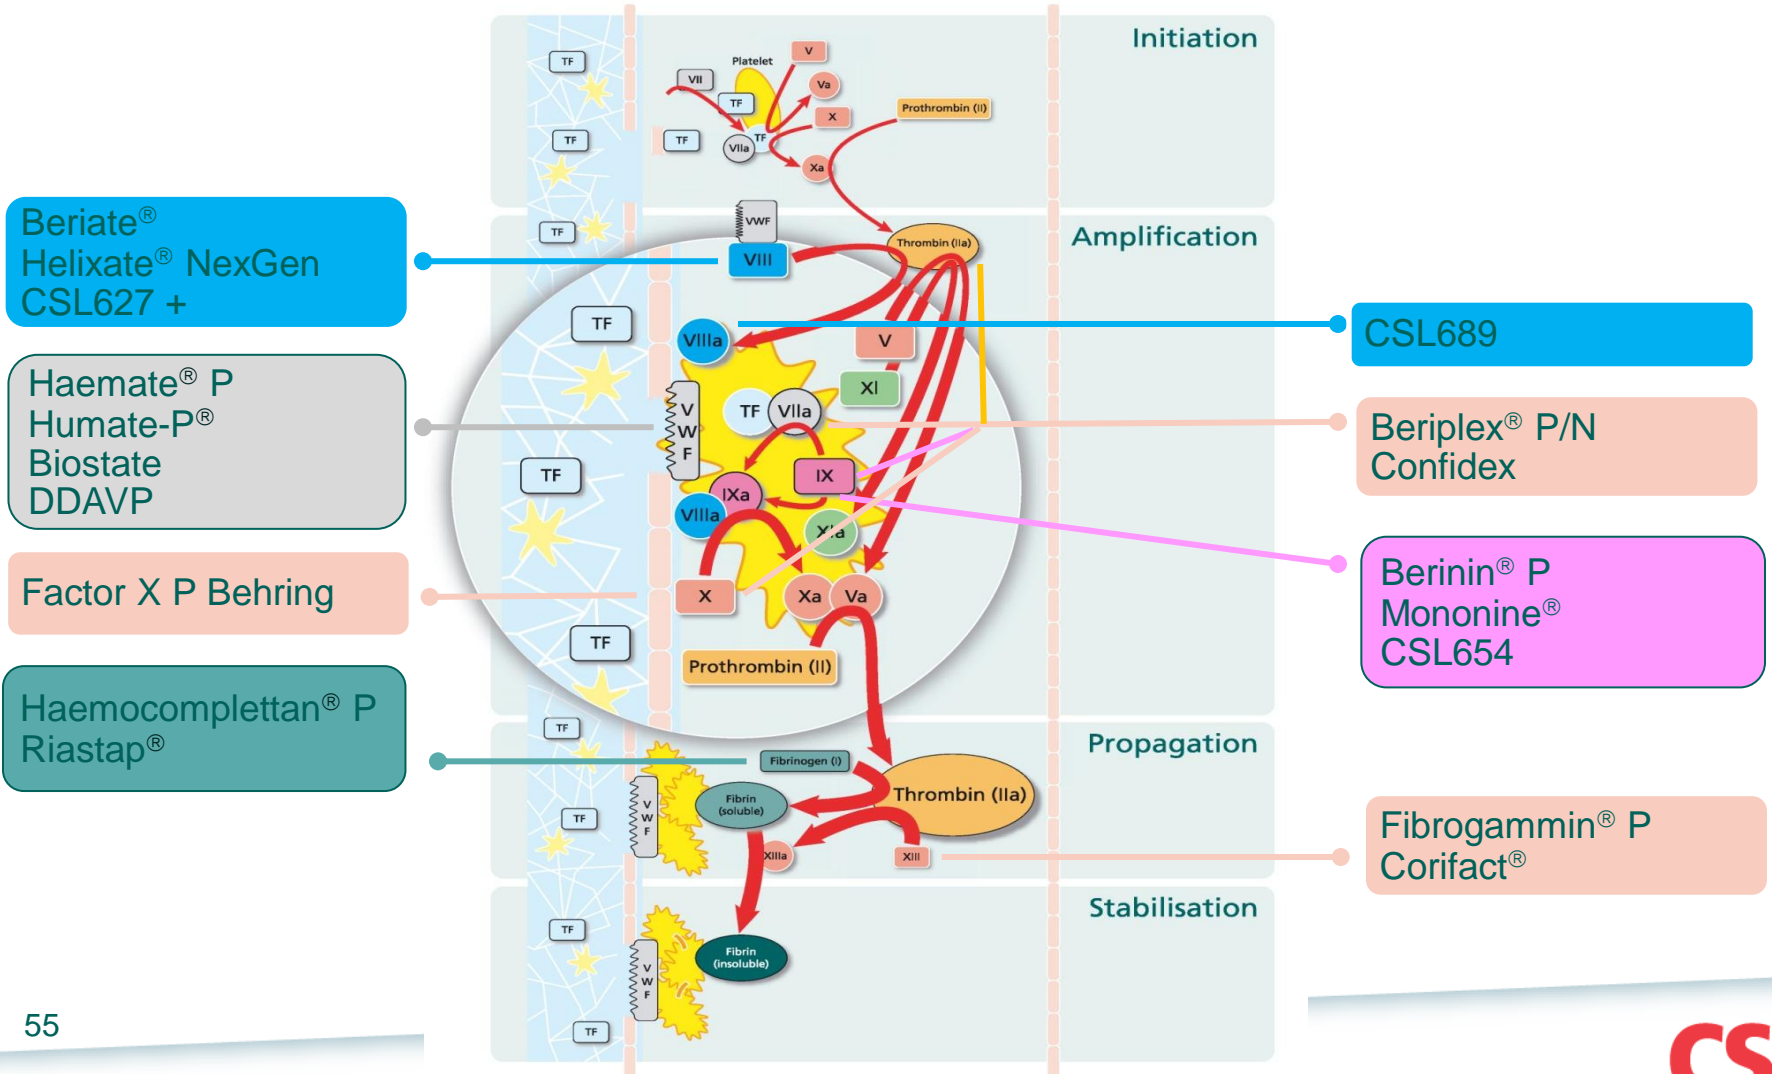 Initiation
TF
Platelet
V
VII
Va
TF
X
Prothrombin (II)
TF
TF
VIIa
TF
Xa
Beriate®
Helixate® NexGen
CSL627 +
TF
VWF
VIII
Thrombin (IIa)
Amplification
TF
VIIIa
V
CSL689
Haemate® P
Humate-P®
Biostate
DDAVP
XI
V
W
F
TF
VIIa
Beriplex® P/N
Confidex
TF
IX
IXa
VIIIa
XIa
Berinin® P
Mononine®
CSL654
Factor X P Behring
X
Xa
Va
TF
Prothrombin (II)
Haemocomplettan® P
Riastap®
TF
Propagation
Fibrinogen (I)
Fibrin
(soluble)
Thrombin (IIa)
V
W
F
TF
XIIIa
XIII
Fibrogammin® P
Corifact®
Stabilisation
TF
Fibrin
(insoluble)
V
W
F
TF
55
CS